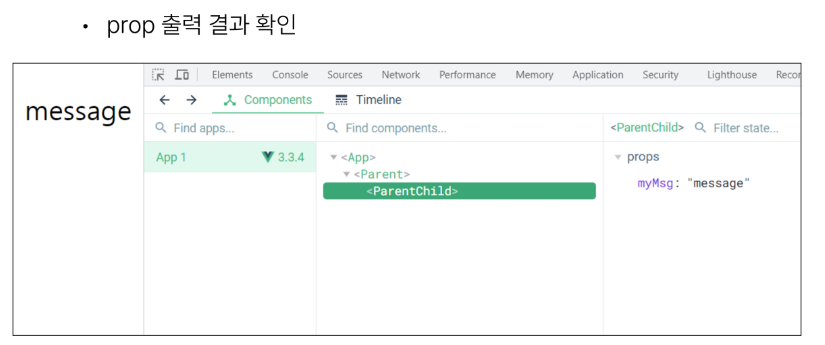 • prop 출력 결과 확인
message
Elements Console Sources Network Performance Memory Application Security Lighthouse Recor
Components Timeline
Find apps... Find components... <ParentChild> Filter state...
App 1 3.3.4 <App> props
<Parent> myMsg: "message"
<ParentChild>